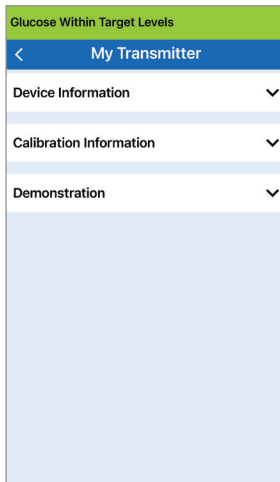 Glucose Within Target Levels
My Transmitter
Device Information
Calibration Information
Demonstration